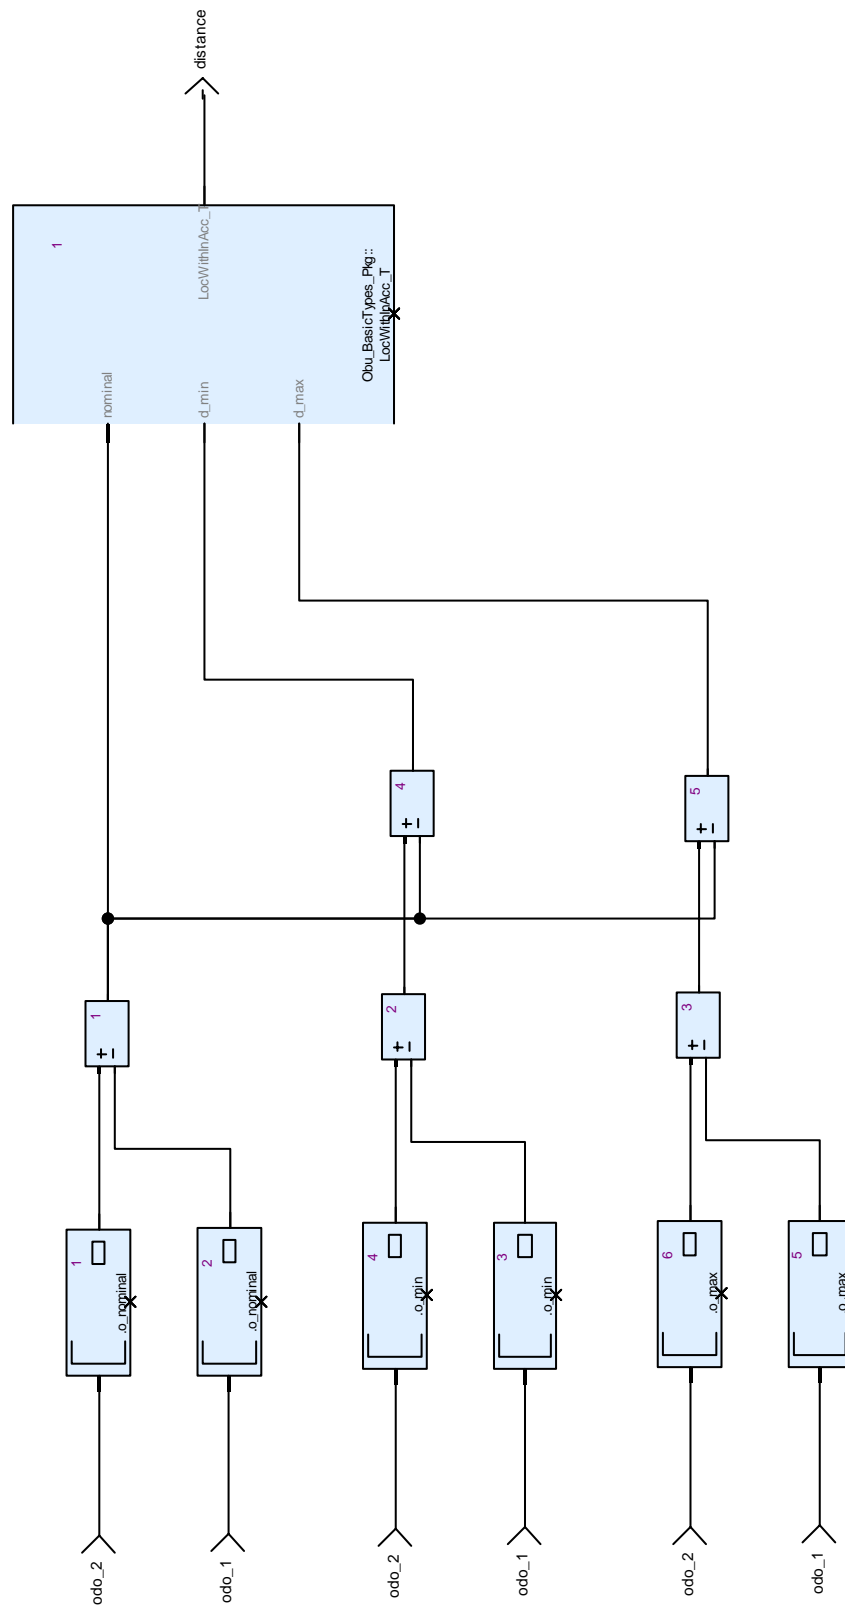 distance
1
LocWithInAcc_T
Obu_BasicTypes_Pkg::
LocWithInAcc_T
nominal
d_min
d_max
4
+
−
5
+
−
1
+
−
2
+
−
3
+
−
1
.o_nominal
2
.o_nominal
4
.o_min
3
.o_min
6
.o_max
5
.o_max
odo_2
odo_1
odo_2
odo_1
odo_2
odo_1